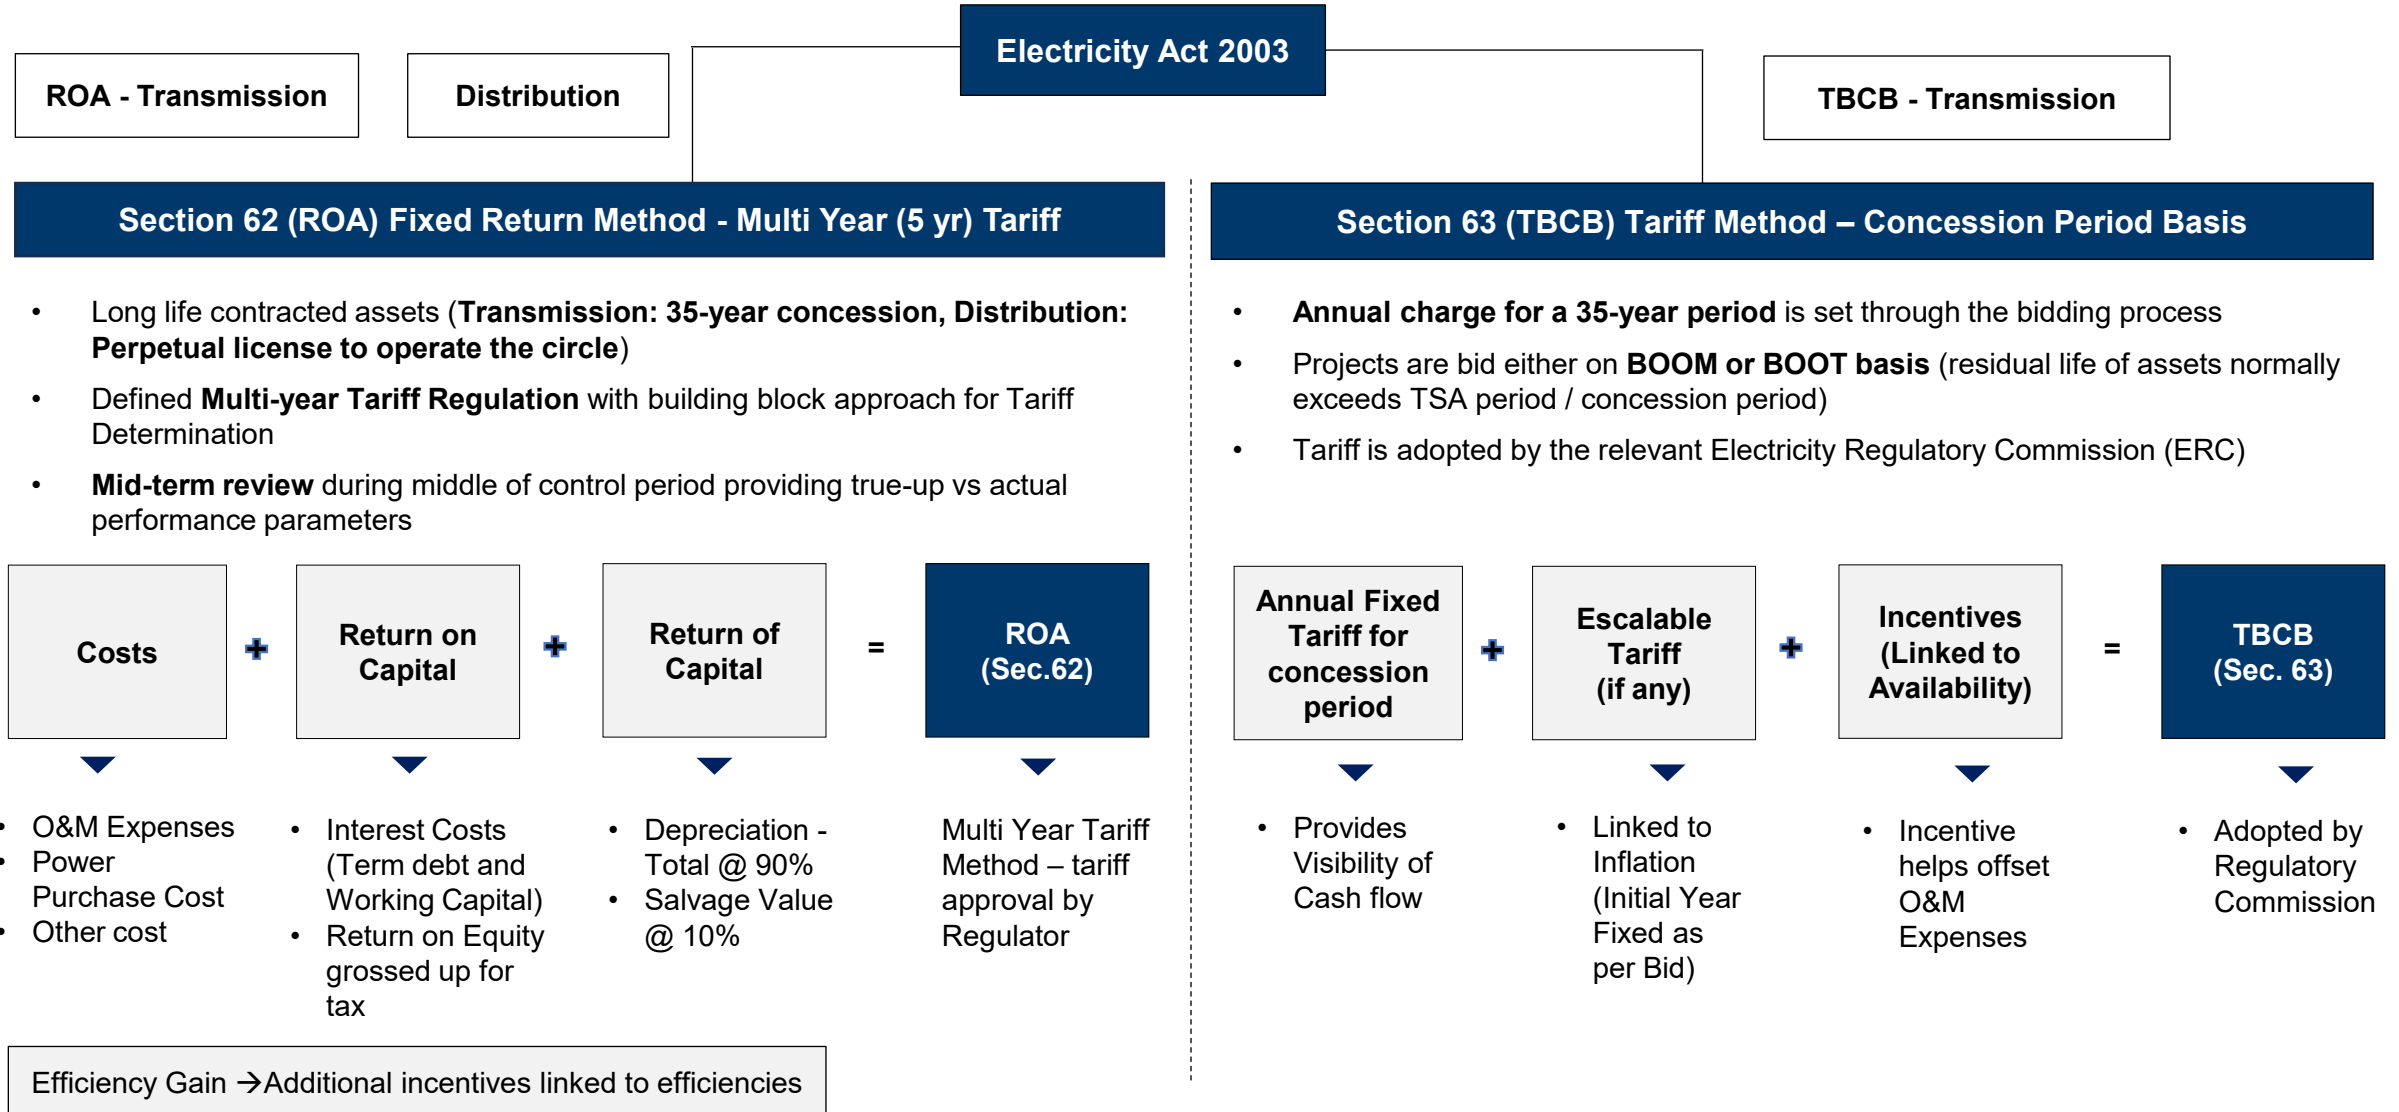 Electricity Act 2003
ROA - Transmission
Distribution
TBCB - Transmission
Section 62 (ROA) Fixed Return Method - Multi Year (5 yr) Tariff
• Long life contracted assets (Transmission: 35-year concession, Distribution:
Perpetual license to operate the circle)
• Defined Multi-year Tariff Regulation with building block approach for Tariff
Determination
• Mid-term review during middle of control period providing true-up vs actual
performance parameters
Costs
+
Return on
Capital
+
Return of
Capital
=
ROA
(Sec.62)
• O&M Expenses
• Power
Purchase Cost
• Other cost
• Interest Costs
(Term debt and
Working Capital)
• Return on Equity
grossed up for
tax
• Depreciation -
Total @ 90%
• Salvage Value
@ 10%
Multi Year Tariff
Method – tariff
approval by
Regulator
Efficiency Gain →Additional incentives linked to efficiencies
Section 63 (TBCB) Tariff Method – Concession Period Basis
• Annual charge for a 35-year period is set through the bidding process
• Projects are bid either on BOOM or BOOT basis (residual life of assets normally
exceeds TSA period / concession period)
• Tariff is adopted by the relevant Electricity Regulatory Commission (ERC)
Annual Fixed
Tariff for
concession
period
+
Escalable
Tariff
(if any)
+
Incentives
(Linked to
Availability)
=
TBCB
(Sec. 63)
• Provides
Visibility of
Cash flow
• Linked to
Inflation
(Initial Year
Fixed as
per Bid)
• Incentive
helps offset
O&M
Expenses
• Adopted by
Regulatory
Commission